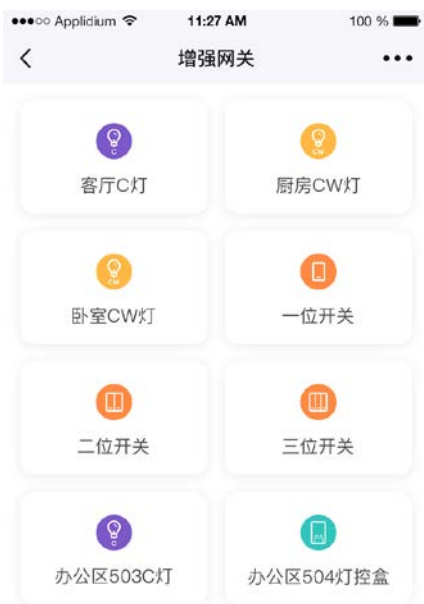 Applidium 11:27 AM 100 %
增强网关
C CW
客厅C灯 厨房CW灯
CW
卧室CW灯 一位开关
二位开关 三位开关
C M
办公区503C灯 办公区504灯控盒